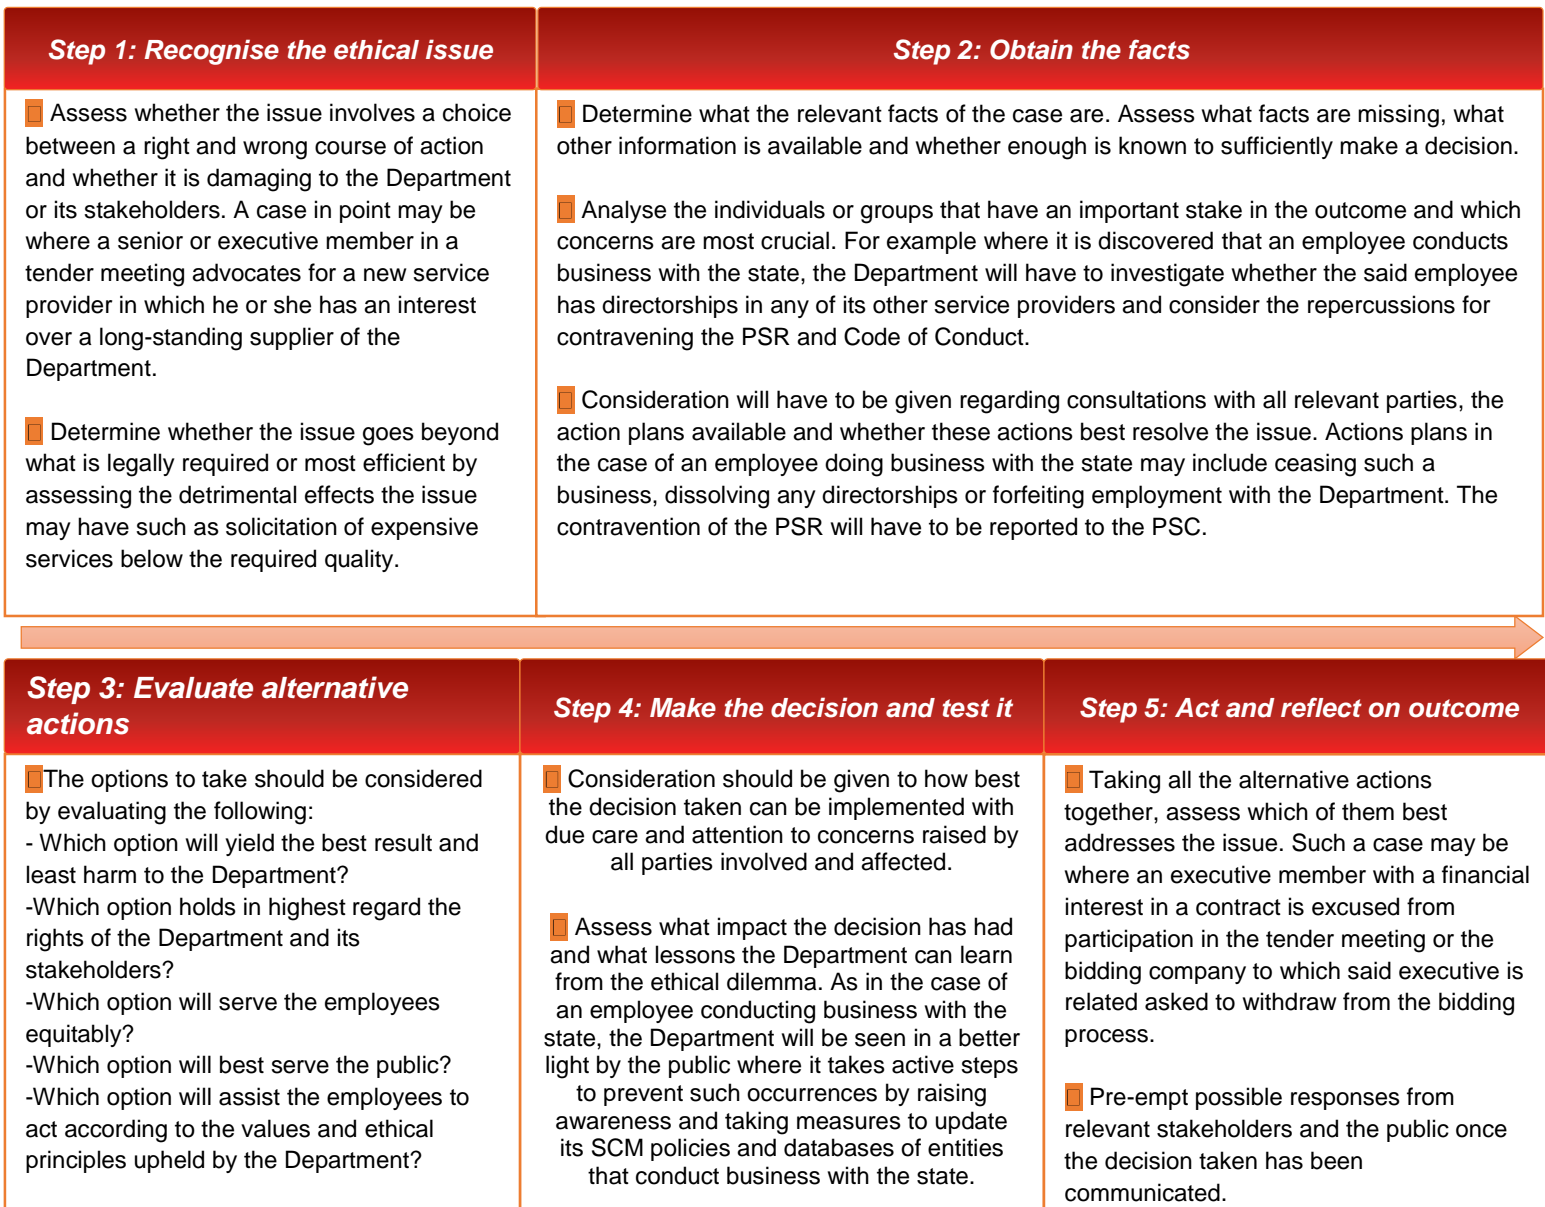 Step 1: Recognise the ethical issue
Assess whether the issue involves a choice
between a right and wrong course of action
and whether it is damaging to the Department
or its stakeholders. A case in point may be
where a senior or executive member in a
tender meeting advocates for a new service
provider in which he or she has an interest
over a long-standing supplier of the
Department.
Determine whether the issue goes beyond
what is legally required or most efficient by
assessing the detrimental effects the issue
may have such as solicitation of expensive
services below the required quality.
Step 2: Obtain the facts
Determine what the relevant facts of the case are. Assess what facts are missing, what
other information is available and whether enough is known to sufficiently make a decision.
Analyse the individuals or groups that have an important stake in the outcome and which
concerns are most crucial. For example where it is discovered that an employee conducts
business with the state, the Department will have to investigate whether the said employee
has directorships in any of its other service providers and consider the repercussions for
contravening the PSR and Code of Conduct.
Consideration will have to be given regarding consultations with all relevant parties, the
action plans available and whether these actions best resolve the issue. Actions plans in
the case of an employee doing business with the state may include ceasing such a
business, dissolving any directorships or forfeiting employment with the Department. The
contravention of the PSR will have to be reported to the PSC.
Step 3: Evaluate alternative
actions
The options to take should be considered
by evaluating the following:
- Which option will yield the best result and
least harm to the Department?
-Which option holds in highest regard the
rights of the Department and its
stakeholders?
-Which option will serve the employees
equitably?
-Which option will best serve the public?
-Which option will assist the employees to
act according to the values and ethical
principles upheld by the Department?
Step 4: Make the decision and test it
Consideration should be given to how best
the decision taken can be implemented with
due care and attention to concerns raised by
all parties involved and affected.
Assess what impact the decision has had
and what lessons the Department can learn
from the ethical dilemma. As in the case of
an employee conducting business with the
state, the Department will be seen in a better
light by the public where it takes active steps
to prevent such occurrences by raising
awareness and taking measures to update
its SCM policies and databases of entities
that conduct business with the state.
Step 5: Act and reflect on outcome
Taking all the alternative actions
together, assess which of them best
addresses the issue. Such a case may be
where an executive member with a financial
interest in a contract is excused from
participation in the tender meeting or the
bidding company to which said executive is
related asked to withdraw from the bidding
process.
Pre-empt possible responses from
relevant stakeholders and the public once
the decision taken has been
communicated.